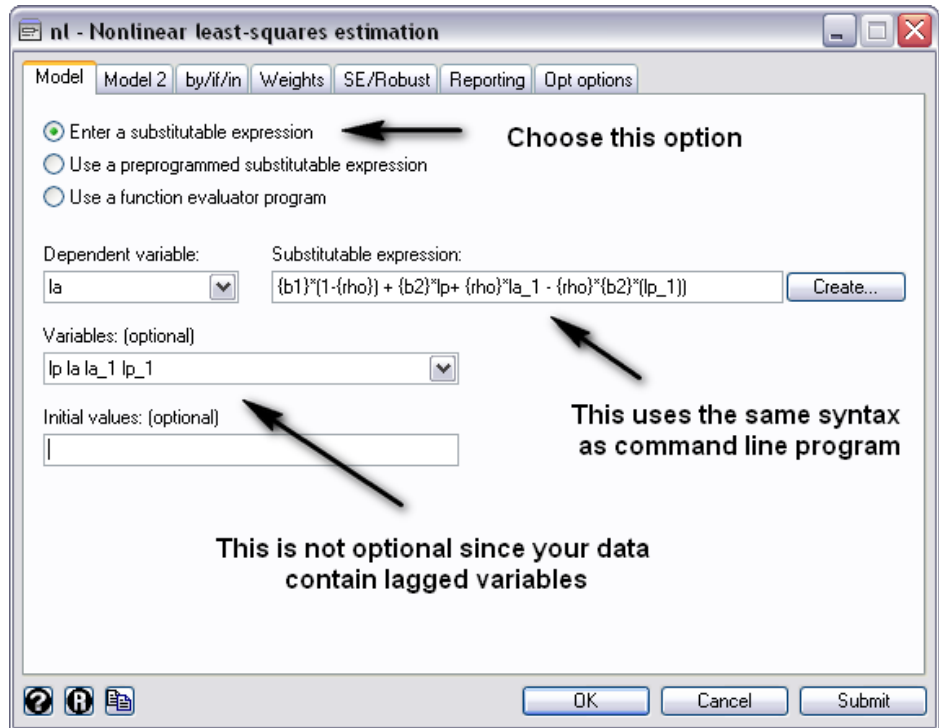 nl - Nonlinear least-squares estimation
Model Model 2 by/if/in Weights SE/Robust Reporting Opt options
Enter a substitutable expression
Choose this option
Use a preprogrammed substitutable expression
Use a function evaluator program
Dependent variable:
Substitutable expression:
la
{b1}*(1-{rho}) + {b2}*lp+ {rho}*la_1 - {rho}*{b2}*(lp_1))
Create...
Variables: (optional)
lp la la_1 lp_1
This uses the same syntax
as command line program
Initial values: (optional)
This is not optional since your data
contain lagged variables
? R
OK Cancel Submit